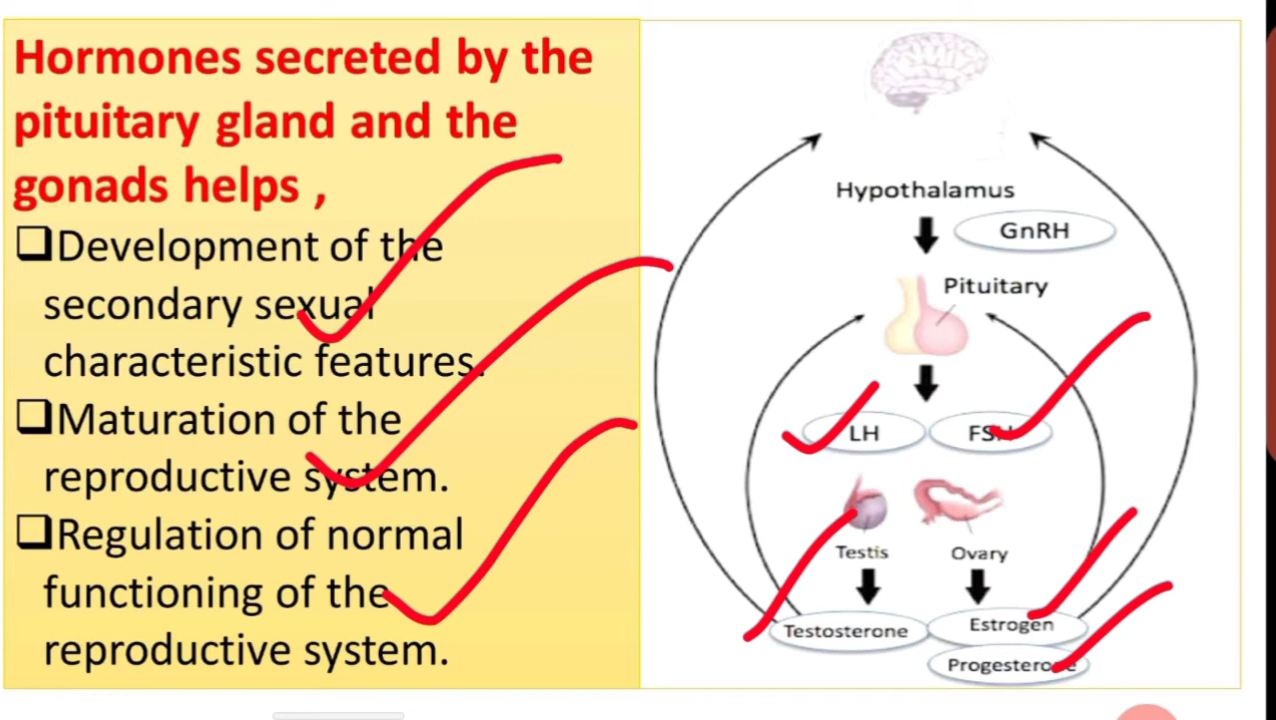 Hormones secreted by the
pituitary gland and the
gonads helps ,
Development of the
secondary sexual
characteristic features.
Maturation of the
reproductive system.
Regulation of normal
functioning of the
reproductive system.
Hypothalamus
GnRH
Pituitary
LH
FSH
Testis
Ovary
Testosterone
Estrogen
Progesterone